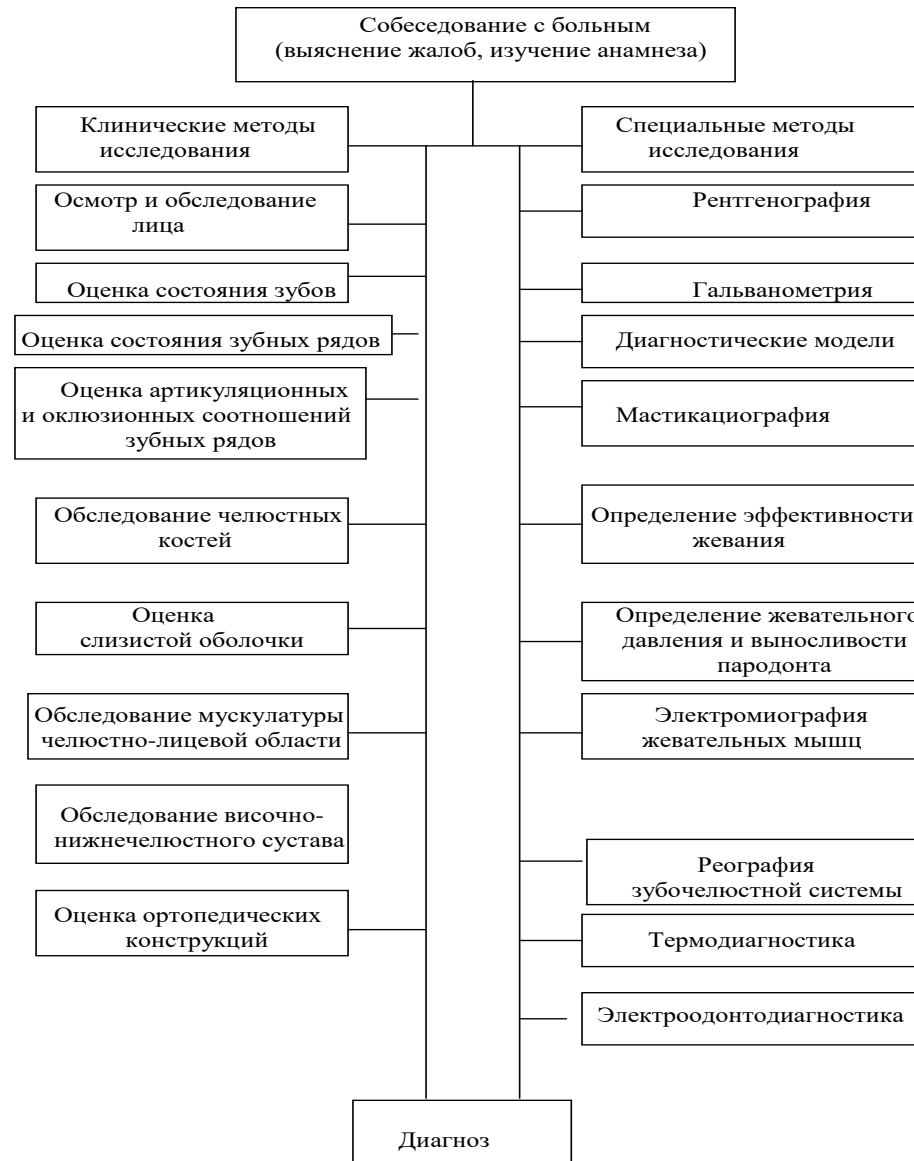 Собеседование с больным
(выяснение жалоб, изучение анамнеза)
Клинические методы
исследования
Осмотр и обследование
лица
Оценка состояния зубов
Оценка состояния зубных рядов
Оценка артикуляционных
и оклюзионных соотношений
зубных рядов
Обследование челюстных
костей
Оценка
слизистой оболочки
Обследование мускулатуры
челюстно-лицевой области
Обследование височно-
нижнечелюстного сустава
Оценка ортопедических
конструкций
Специальные методы
исследования
Рентгенография
Гальванометрия
Диагностические модели
Мастикациография
Определение эффективности
жевания
Определение жевательного
давления и выносливости
пародонта
Электромиография
жевательных мышц
Реография
зубочелюстной системы
Термодиагностика
Электроодонтодиагностика
Диагноз